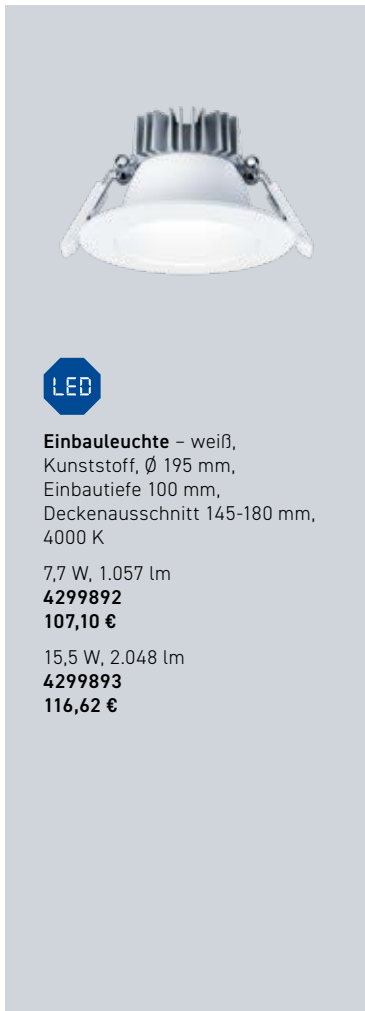 LED
Einbauleuchte – weiß,
Kunststoff, Ø 195 mm,
Einbautiefe 100 mm,
Deckenausschnitt 145-180 mm,
4000 K
7,7 W, 1.057 lm
4299892
107,10 €
15,5 W, 2.048 lm
4299893
116,62 €